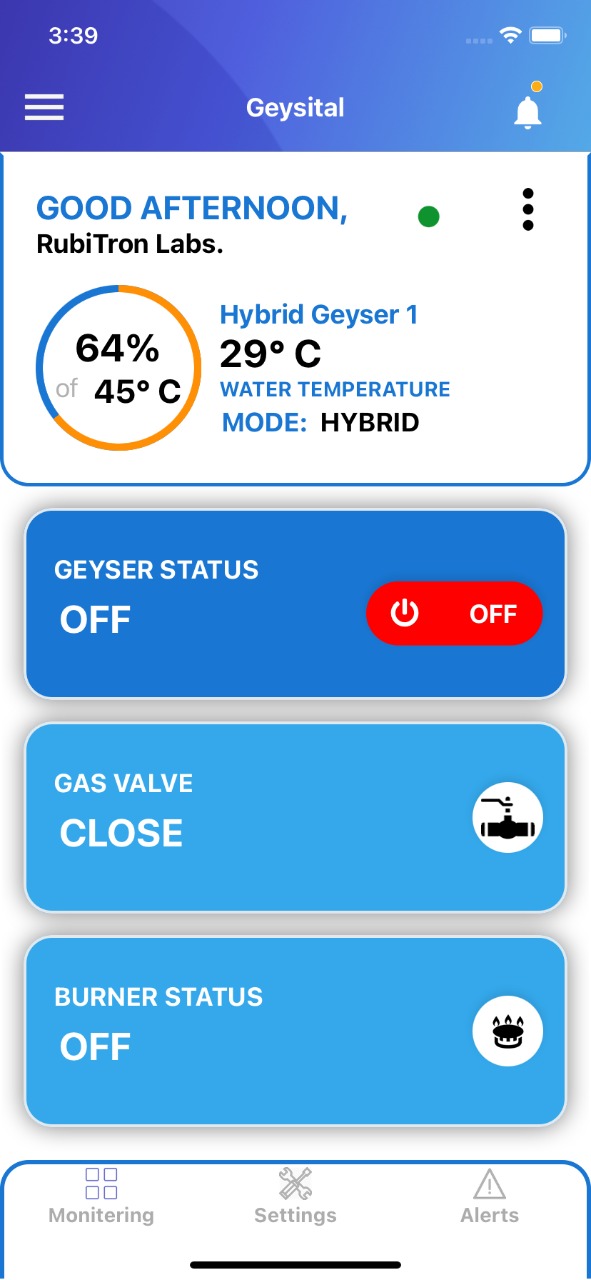 3:39
Geysital
GOOD AFTERNOON,
RubiTron Labs.
64%
of 45° C
Hybrid Geyser 1
29° C
WATER TEMPERATURE
MODE: HYBRID
GEYSER STATUS
OFF
OFF
GAS VALVE
CLOSE
BURNER STATUS
OFF
Monitering Settings Alerts